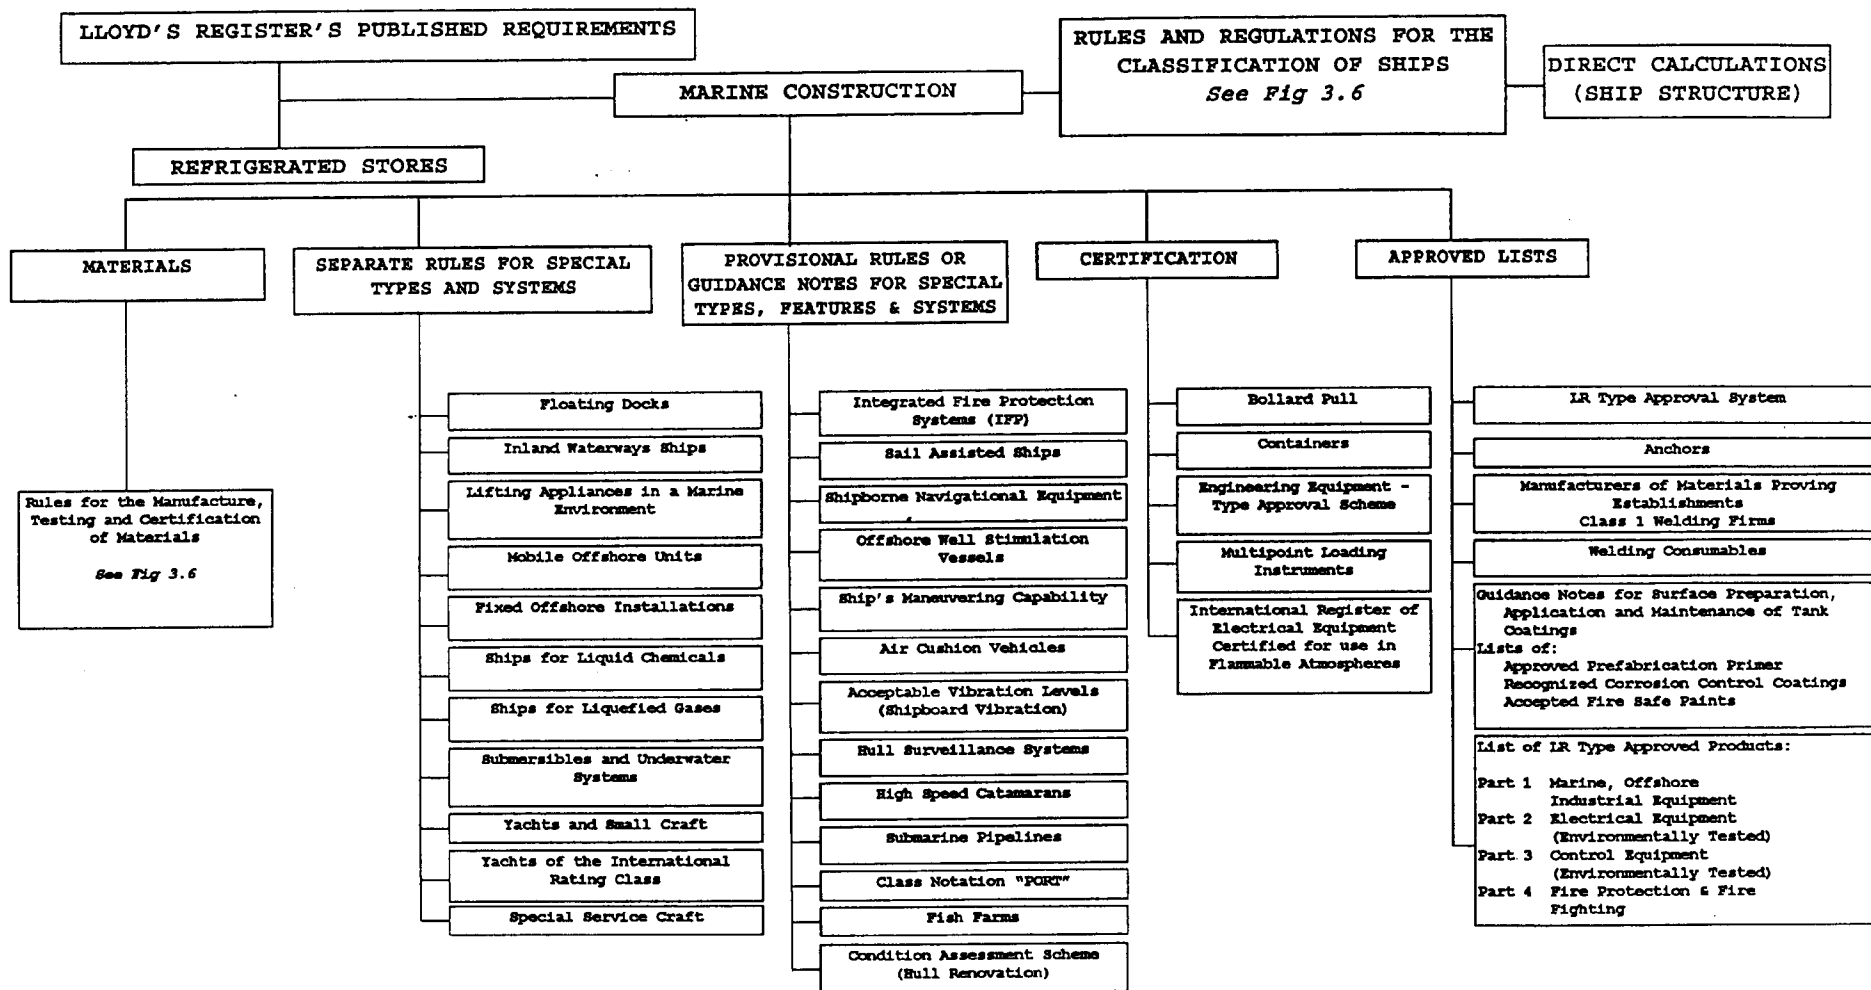 LLOYD'S REGISTER'S PUBLISHED REQUIREMENTS
RULES AND REGULATIONS FOR THE
CLASSIFICATION OF SHIPS
See Fig 3.6
DIRECT CALCULATIONS
(SHIP STRUCTURE)
MARINE CONSTRUCTION
REFRIGERATED STORES
MATERIALS
Rules for the Manufacture,
Testing and Certification
of Materials
See Fig 3.6
SEPARATE RULES FOR SPECIAL
TYPES AND SYSTEMS
Floating Docks
Inland Waterways Ships
Lifting Appliances in a Marine
Environment
Mobile Offshore Units
Fixed Offshore Installations
Ships for Liquid Chemicals
Ships for Liquefied Gases
Submersibles and Underwater
Systems
Yachts and Small Craft
Yachts of the International
Rating Class
Special Service Craft
PROVISIONAL RULES OR
GUIDANCE NOTES FOR SPECIAL
TYPES, FEATURES & SYSTEMS
Integrated Fire Protection
Systems (IFP)
Sail Assisted Ships
Shipborne Navigational Equipment
Offshore Well Stimulation
Vessels
Ship's Maneuvering Capability
Air Cushion Vehicles
Acceptable Vibration Levels
(Shipboard Vibration)
Hull Surveillance Systems
High Speed Catamarans
Submarine Pipelines
Class Notation "PORT"
Fish Farms
Condition Assessment Scheme
(Hull Renovation)
CERTIFICATION
Bollard Pull
Containers
Engineering Equipment -
Type Approval Scheme
Multipoint Loading
Instruments
International Register of
Electrical Equipment
Certified for use in
Flammable Atmospheres
APPROVED LISTS
LR Type Approval System
Anchors
Manufacturers of Materials Proving
Establishments
Class 1 Welding Firms
Welding Consumables
Guidance Notes for Surface Preparation,
Application and Maintenance of Tank
Coatings
Lists of:
Approved Prefabrication Primer
Recognized Corrosion Control Coatings
Accepted Fire Safe Paints
List of LR Type Approved Products:
Part 1 Marine, Offshore
Industrial Equipment
Part 2 Electrical Equipment
(Environmentally Tested)
Part 3 Control Equipment
(Environmentally Tested)
Part 4 Fire Protection & Fire
Fighting